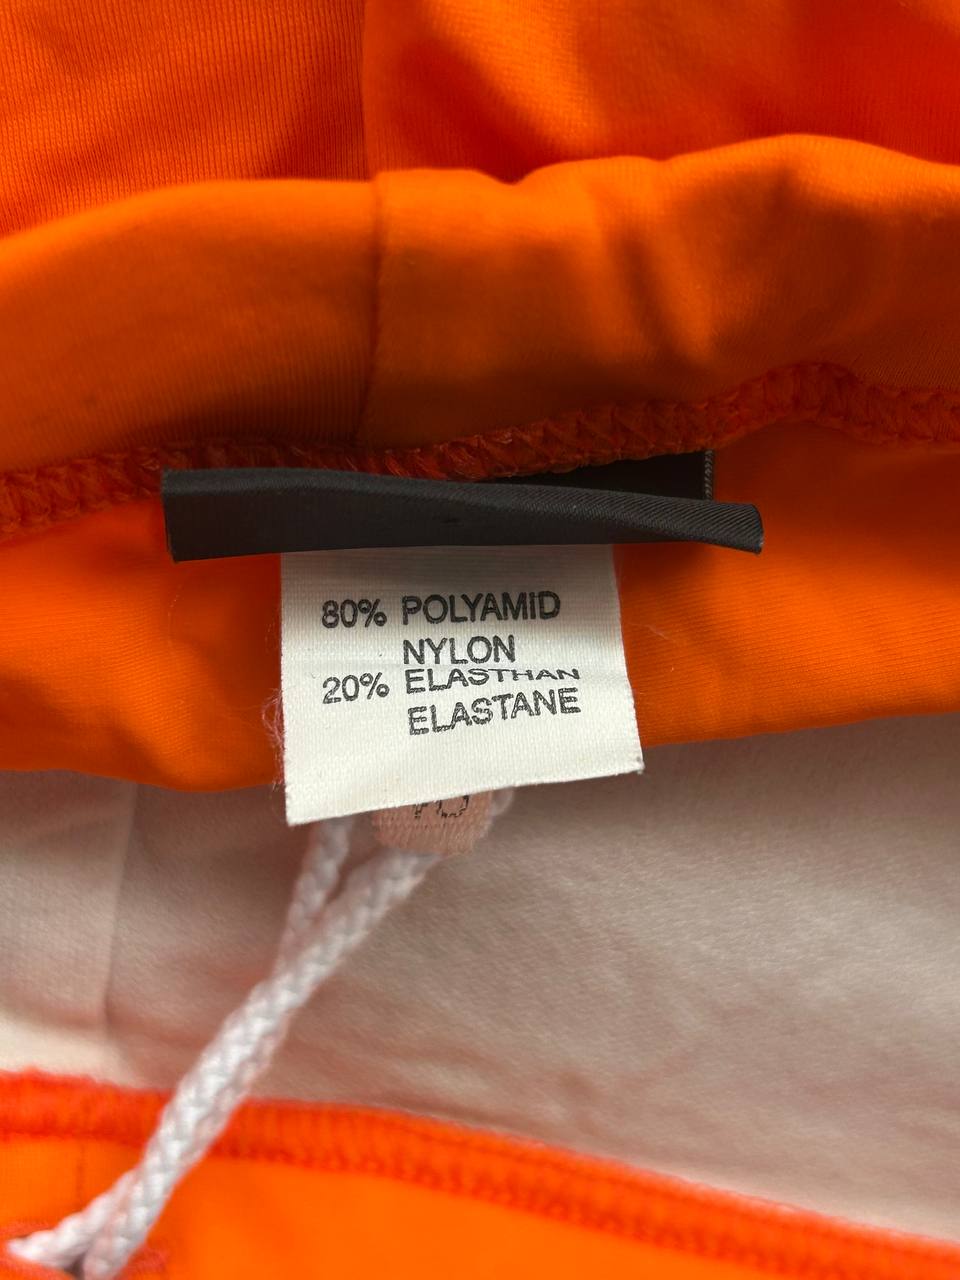 80% POLYAMID
NYLON
20% ELASTHAN
ELASTANE